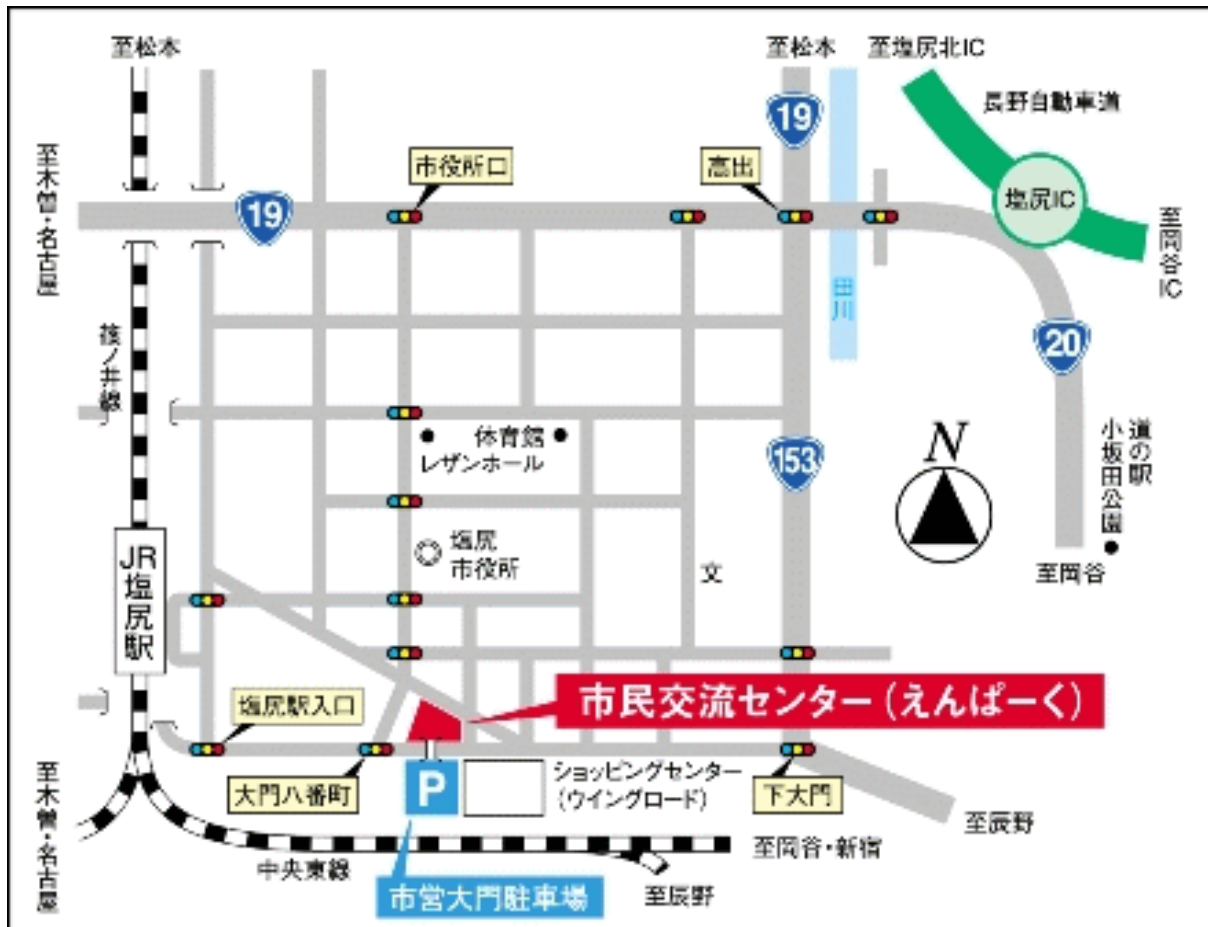 至松本
至松本
至塩尻北IC
長野自動車道
19
至木曽・名古屋
市役所口
高出
塩尻IC
19
至岡谷IC
田川
篠ノ井線
20
体育館
レザンホール
153
N
道の駅
小坂田公園
塩尻
市役所
JR塩尻駅
文
至岡谷
市民交流センター(えんぱーく)
塩尻駅入口
大門八番町
P
ショッピングセンター
(ウイングロード)
下大門
至木曽・名古屋
至辰野
中央東線
至岡谷・新宿
市営大門駐車場
至辰野